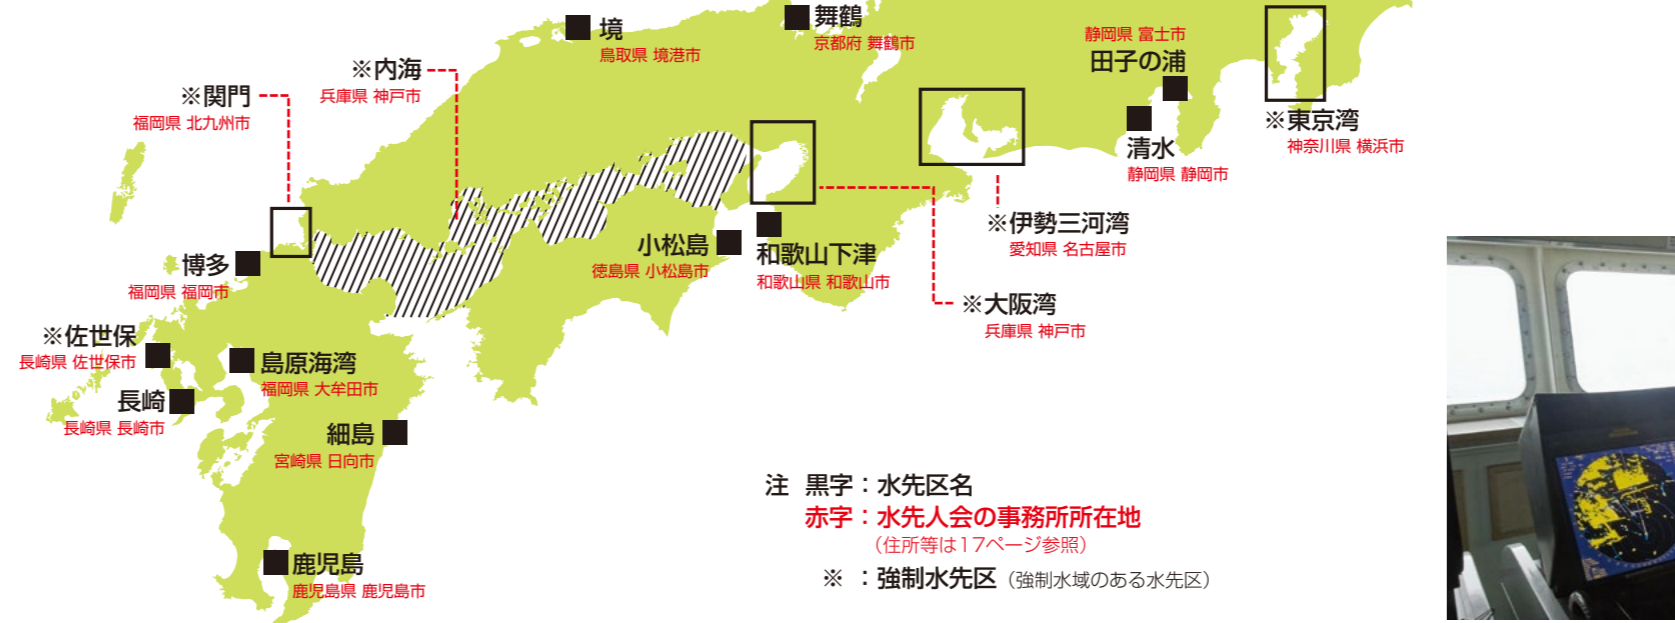 境
鳥取県 境港市
舞鶴
京都府 舞鶴市
静岡県 富士市
田子の浦
※内海
兵庫県 神戸市
※関門
福岡県 北九州市
※東京湾
神奈川県 横浜市
清水
静岡県 静岡市
※伊勢三河湾
愛知県 名古屋市
小松島
徳島県 小松島市
和歌山下津
和歌山県 和歌山市
博多
福岡県 福岡市
※大阪湾
兵庫県 神戸市
※佐世保
長崎県 佐世保市
島原海湾
福岡県 大牟田市
長崎
長崎県 長崎市
細島
宮崎県 日向市
鹿児島
鹿児島県 鹿児島市
注 黒字：水先区名
赤字：水先人会の事務所所在地
（住所等は17ページ参照）
※ ：強制水先区（強制水域のある水先区）